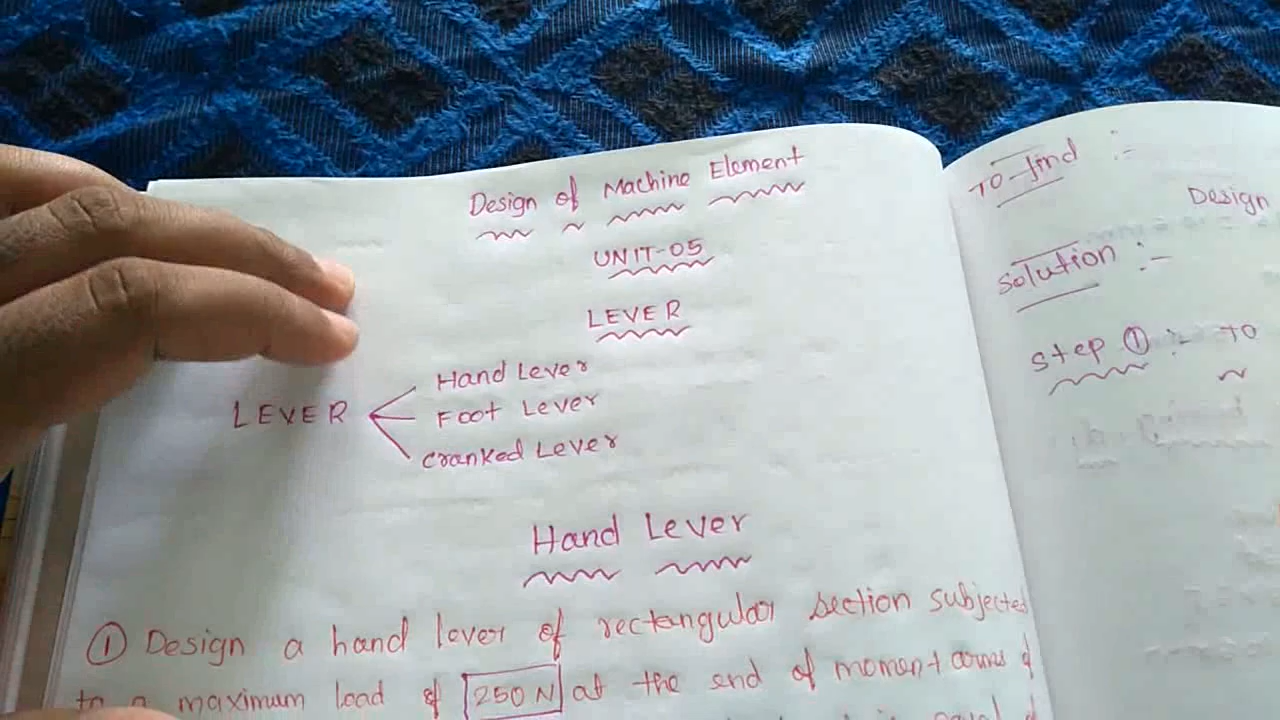 Design of Machine Element
UNIT-05
LEVER
LEVER
Hand Lever
Foot Lever
Cranked Lever
Hand Lever
① Design a hand lever of rectangular section subjected
to a maximum load of 250 N at the end of moment arms of
To-find :-
Design
Solution :-
Step ① :- To